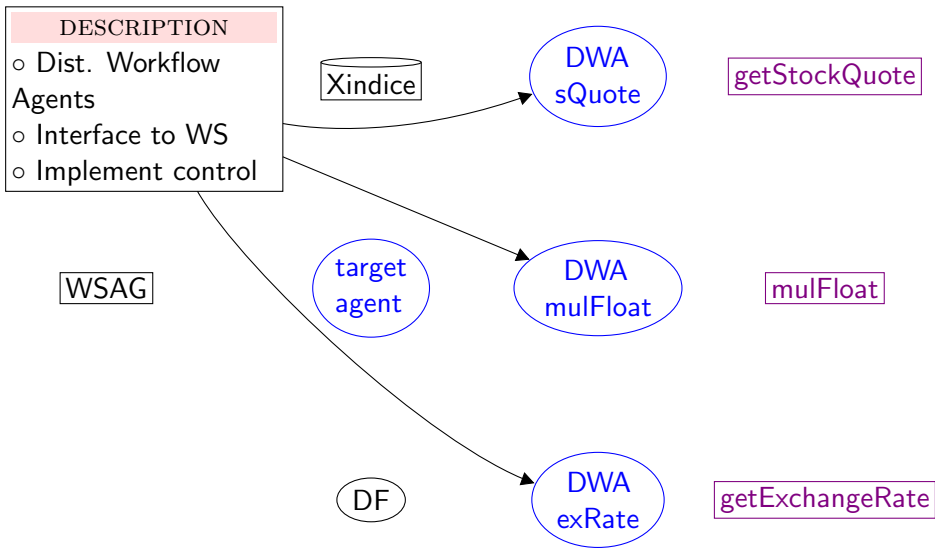 DESCRIPTION
○ Dist. Workflow
Agents
○ Interface to WS
○ Implement control
Xindice
DWA
sQuote
getStockQuote
WSAG
target
agent
DWA
mulFloat
mulFloat
DF
DWA
exRate
getExchangeRate